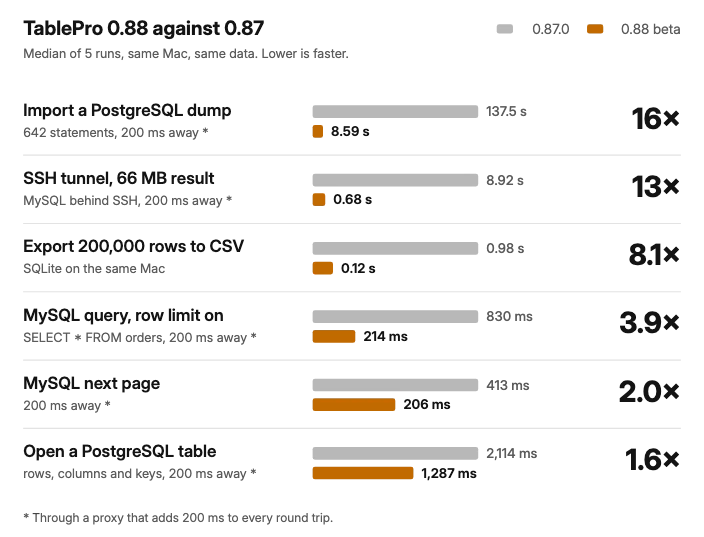 TablePro 0.88 against 0.87
0.87.0 0.88 beta
Median of 5 runs, same Mac, same data. Lower is faster.
Import a PostgreSQL dump
642 statements, 200 ms away *
137.5 s
8.59 s
16×
SSH tunnel, 66 MB result
MySQL behind SSH, 200 ms away *
8.92 s
0.68 s
13×
Export 200,000 rows to CSV
SQLite on the same Mac
0.98 s
0.12 s
8.1×
MySQL query, row limit on
SELECT * FROM orders, 200 ms away *
830 ms
214 ms
3.9×
MySQL next page
200 ms away *
413 ms
206 ms
2.0×
Open a PostgreSQL table
rows, columns and keys, 200 ms away *
2,114 ms
1,287 ms
1.6×
* Through a proxy that adds 200 ms to every round trip.